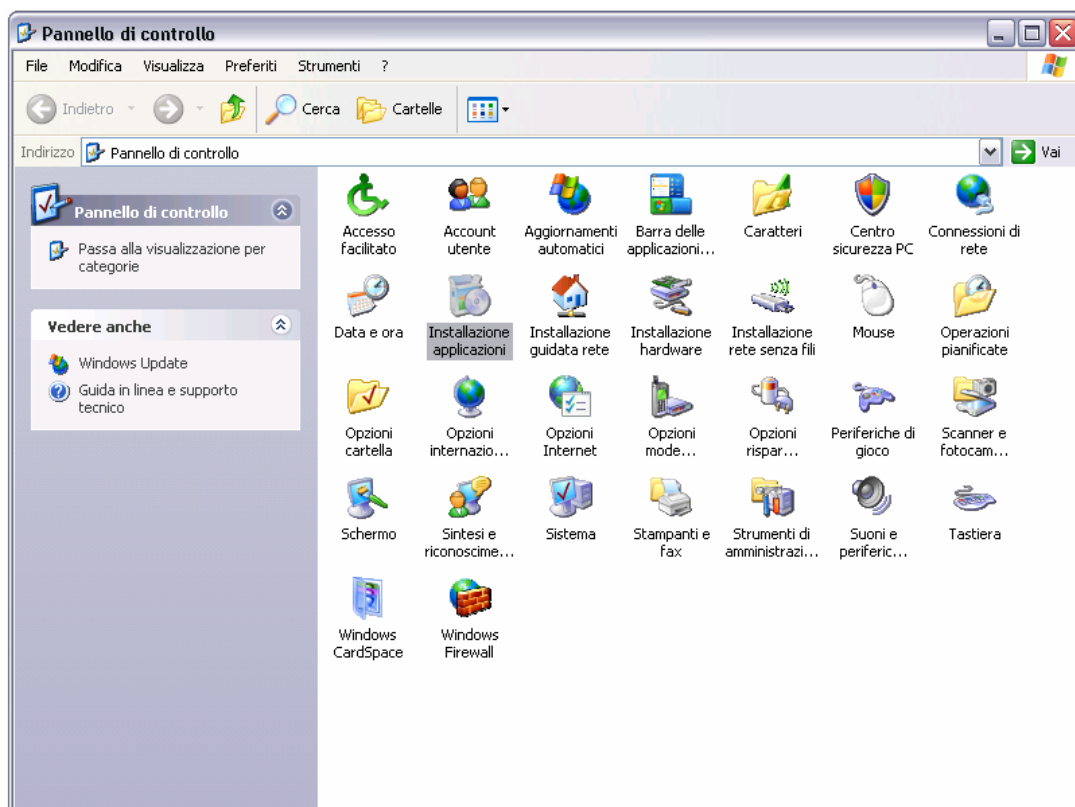 Pannello di controllo
File Modifica Visualizza Preferiti Strumenti ?
Indietro Cerca Cartelle
Indirizzo Pannello di controllo Vai
Pannello di controllo
Passa alla visualizzazione per
categorie
Vedere anche
Windows Update
Guida in linea e supporto
tecnico
Accesso
facilitato
Account
utente
Aggiornamenti
automatici
Barra delle
applicazioni...
Caratteri
Centro
sicurezza PC
Connessioni di
rete
Data e ora
Installazione
applicazioni
Installazione
guidata rete
Installazione
hardware
Installazione
rete senza fili
Mouse
Operazioni
pianificate
Opzioni
cartella
Opzioni
internazio...
Opzioni
Internet
Opzioni
mode...
Opzioni
rispar...
Periferiche di
gioco
Scanner e
fotocam...
Schermo
Sintesi e
riconoscime...
Sistema
Stampanti e
fax
Strumenti di
amministrazi...
Suoni e
periferic...
Tastiera
Windows
CardSpace
Windows
Firewall